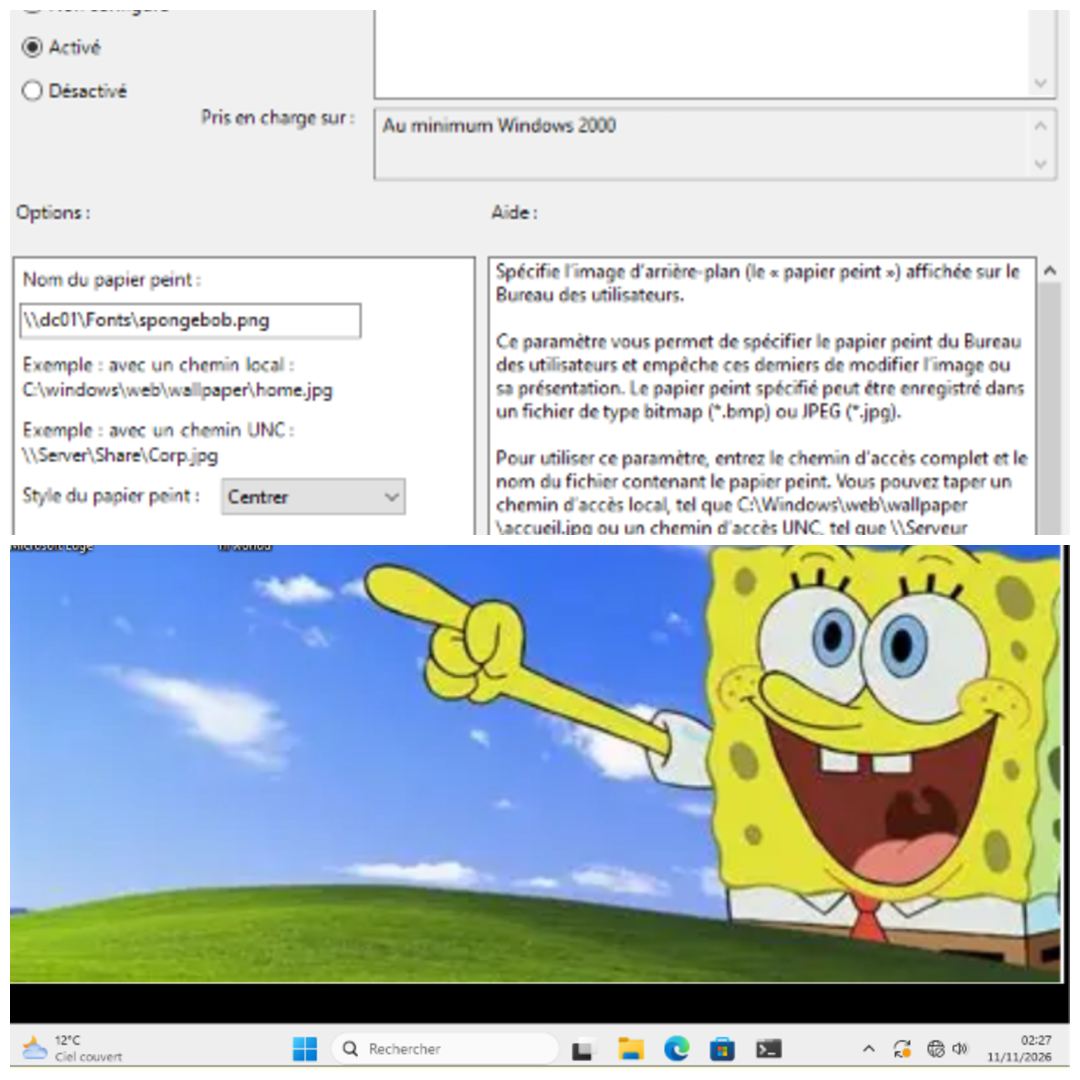 Non configuré
Activé
Désactivé
Pris en charge sur :
Au minimum Windows 2000
Options :
Aide :
Nom du papier peint :
\\dc01\Fonts\spongebob.png
Exemple : avec un chemin local :
C:\windows\web\wallpaper\home.jpg
Exemple : avec un chemin UNC :
\\Server\Share\Corp.jpg
Style du papier peint :
Centrer
Spécifie l'image d'arrière-plan (le « papier peint ») affichée sur le
Bureau des utilisateurs.
Ce paramètre vous permet de spécifier le papier peint du Bureau
des utilisateurs et empêche ces derniers de modifier l'image ou
sa présentation. Le papier peint spécifié peut être enregistré dans
un fichier de type bitmap (*.bmp) ou JPEG (*.jpg).
Pour utiliser ce paramètre, entrez le chemin d'accès complet et le
nom du fichier contenant le papier peint. Vous pouvez taper un
chemin d'accès local, tel que C:\Windows\web\wallpaper
\accueil.jpg ou un chemin d'accès UNC, tel que \\Serveur
Microsoft Edge
12°C
Ciel couvert
Rechercher
02:27
11/11/2026